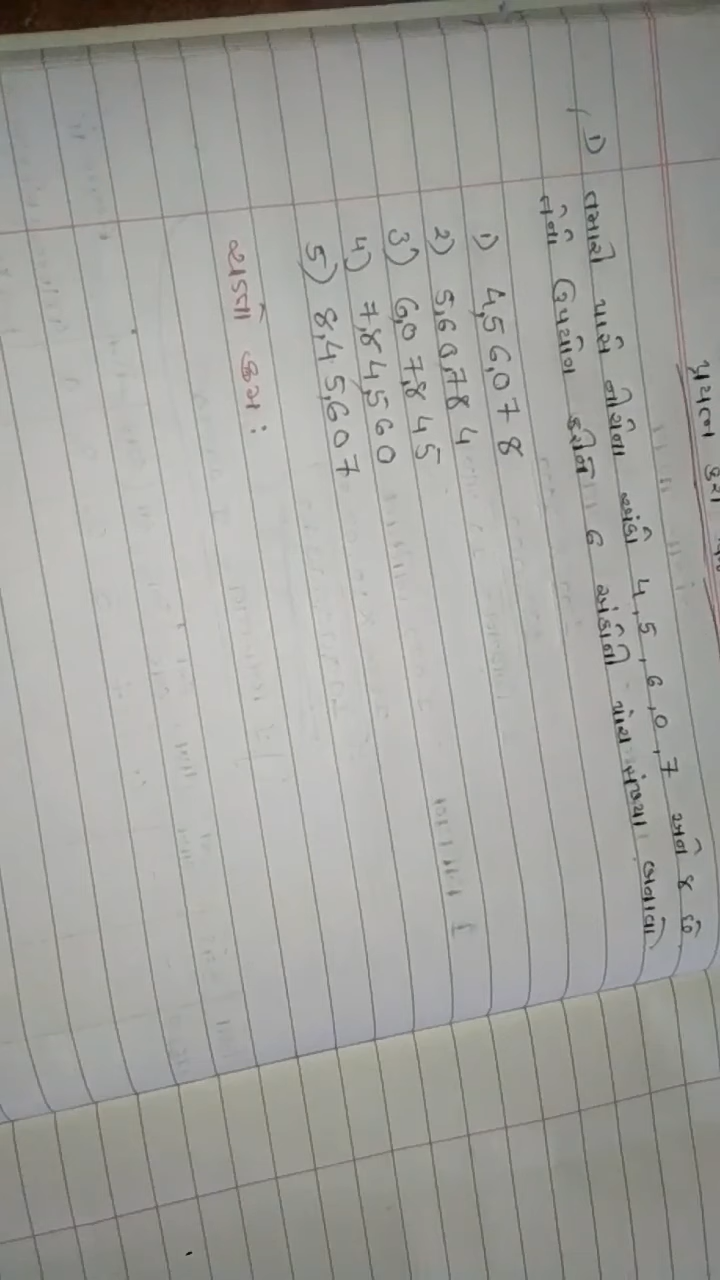 પ્રયત્ન કરો
1) તમારી પાસે નીચેના અંકો 4, 5, 6, 0, 7 અને 8 છે.
તેનો ઉપયોગ કરીને 6 અંકોની પાંચ સંખ્યા બનાવો
1) 4,56,078
2) 5,60,784
3) 6,07,845
4) 7,84,560
5) 8,45,607
ચડતો ક્રમ: